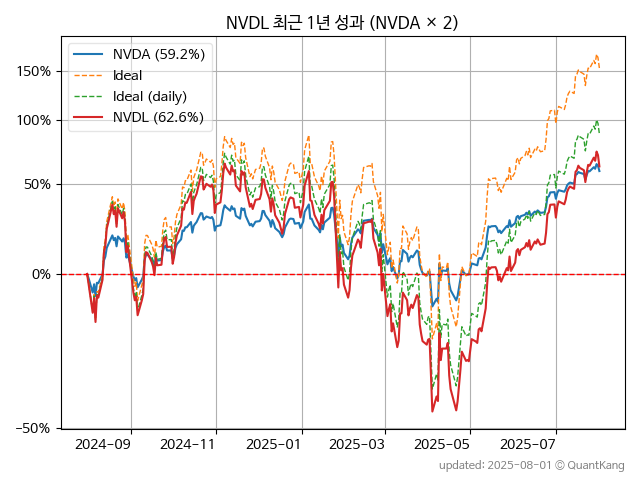 NVDL 최근 1년 성과 (NVDA × 2)
NVDA (59.2%)
Ideal
Ideal (daily)
NVDL (62.6%)
150%
100%
50%
0%
−50%
2024-09
2024-11
2025-01
2025-03
2025-05
2025-07
updated: 2025-08-01 © QuantKang